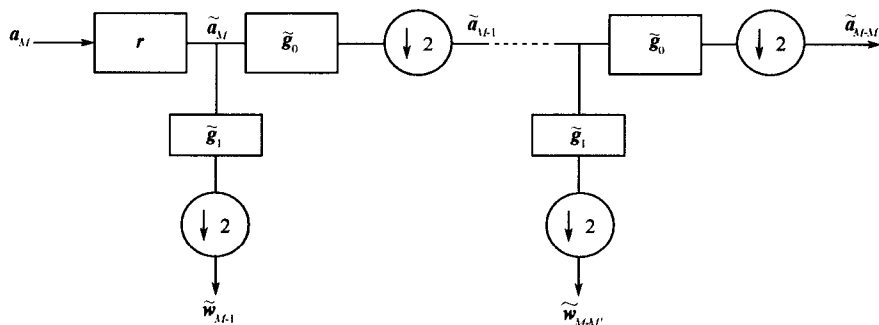 a_M
r
ã_M
g̃_0
↓ 2
ã_{M-1}
g̃_0
↓ 2
ã_{M-M'}
g̃_1
g̃_1
↓ 2
↓ 2
w̃_{M-1}
w̃_{M-M'}